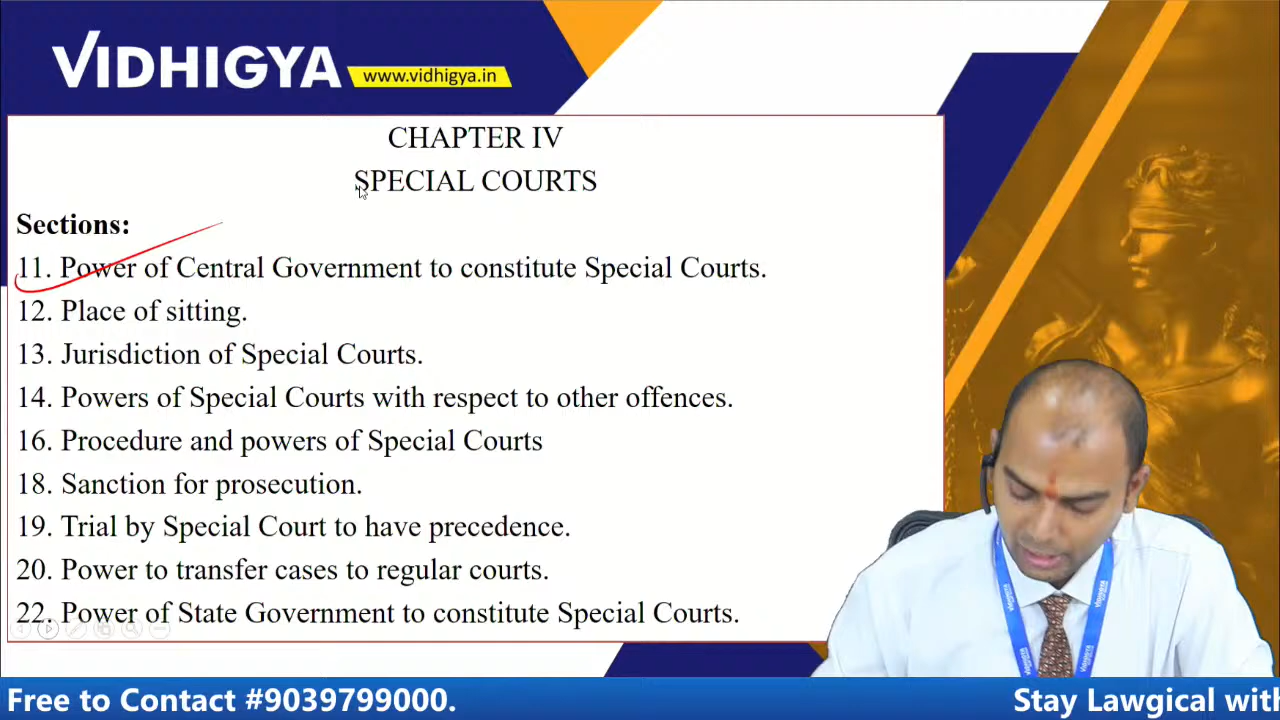 VIDHIGYA
www.vidhigya.in
CHAPTER IV
SPECIAL COURTS
Sections:
11. Power of Central Government to constitute Special Courts.
12. Place of sitting.
13. Jurisdiction of Special Courts.
14. Powers of Special Courts with respect to other offences.
16. Procedure and powers of Special Courts
18. Sanction for prosecution.
19. Trial by Special Court to have precedence.
20. Power to transfer cases to regular courts.
22. Power of State Government to constitute Special Courts.
VIDHIGYA
Free to Contact #9039799000.
Stay Lawgical with